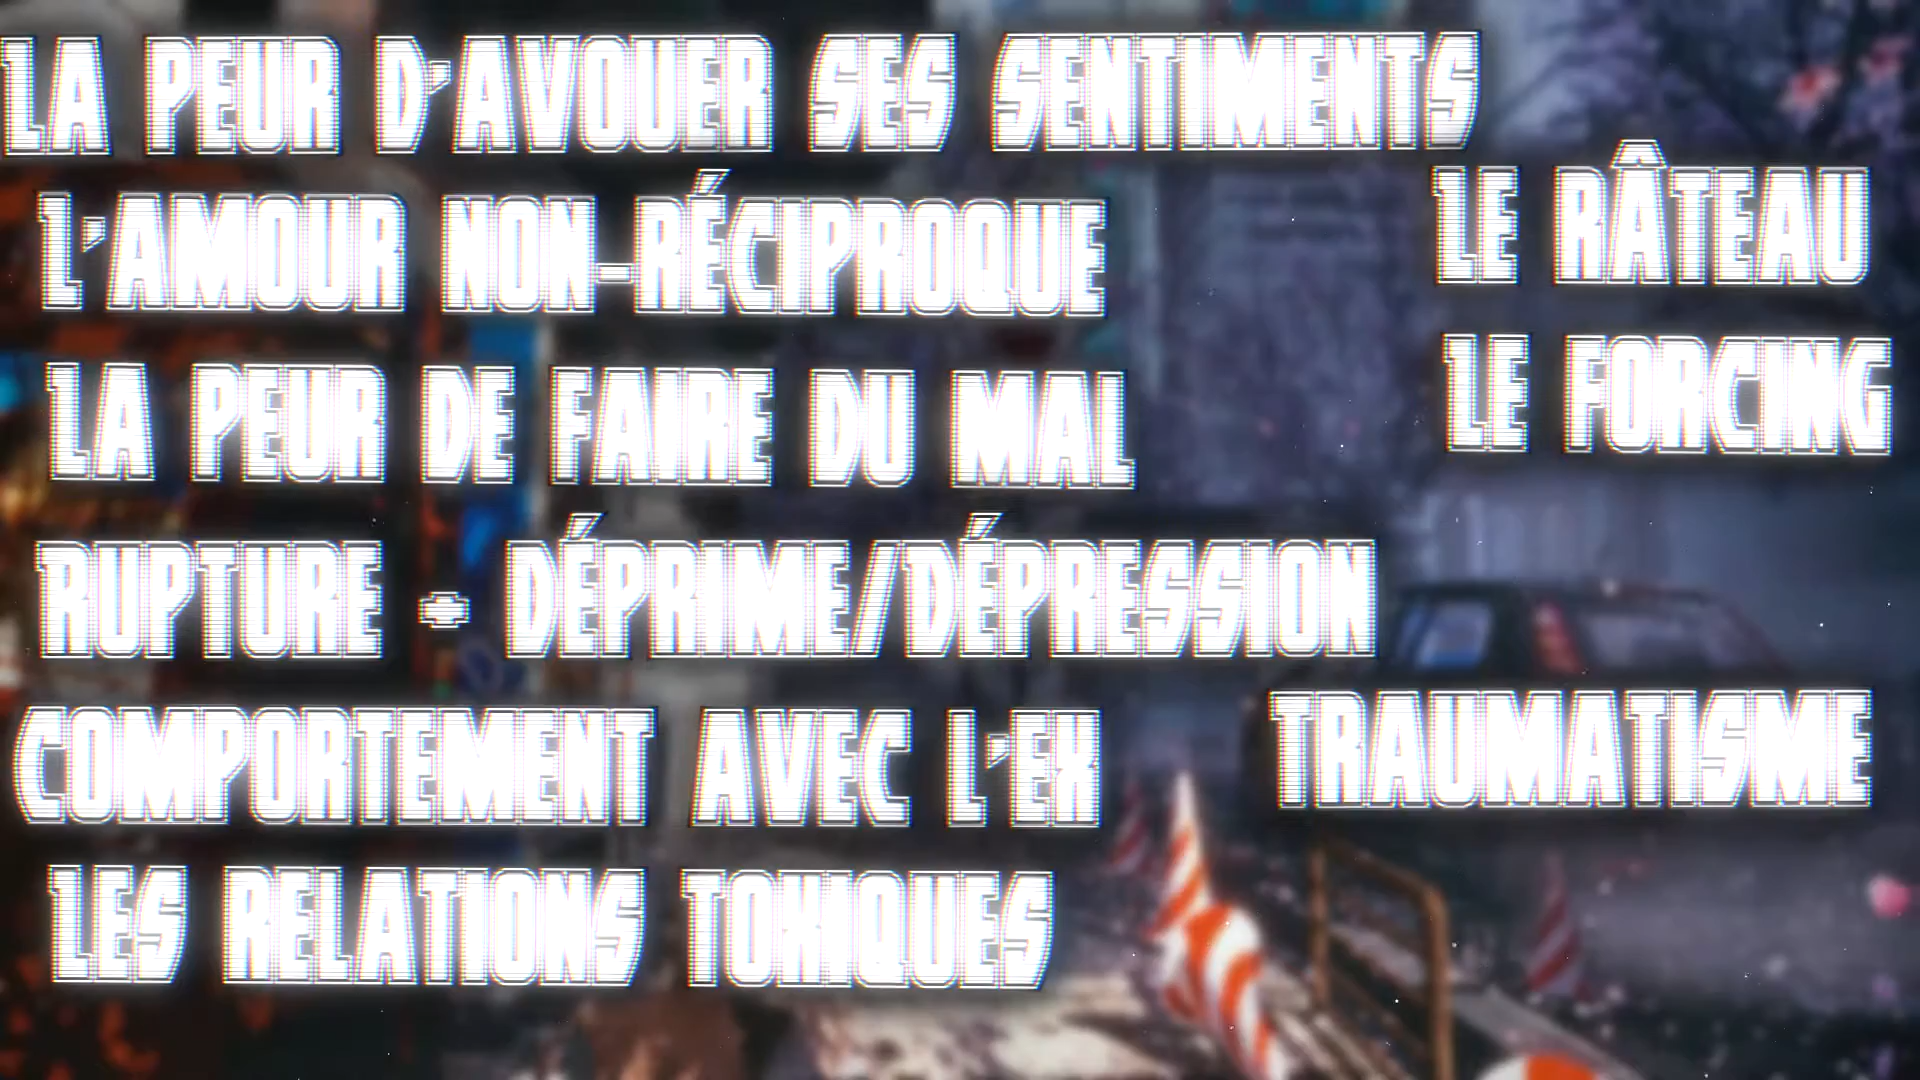 LA PEUR D'AVOUER SES SENTIMENTS
LE RÂTEAU
L'AMOUR NON-RÉCIPROQUE
LE FORCING
LA PEUR DE FAIRE DU MAL
RUPTURE + DÉPRIME/DÉPRESSION
COMPORTEMENT AVEC L'EX
TRAUMATISME
LES RELATIONS TOXIQUES